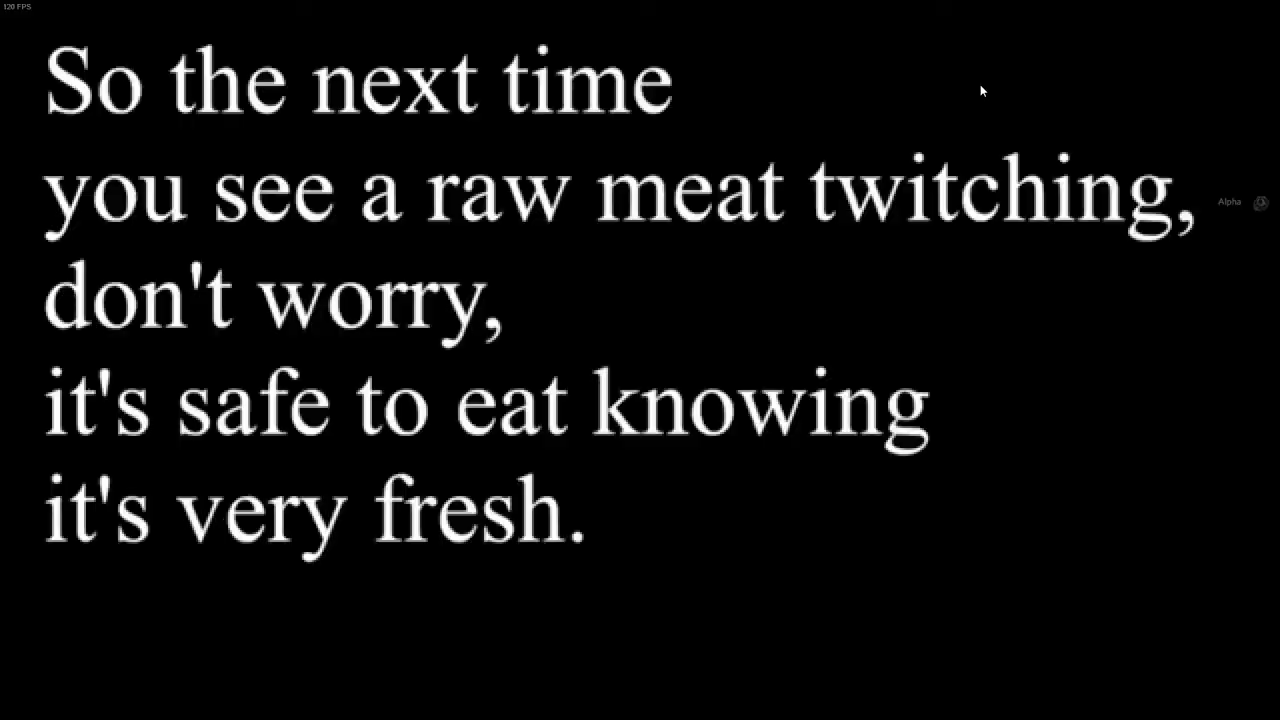 120 FPS
So the next time
you see a raw meat twitching,
Alpha
don't worry,
it's safe to eat knowing
it's very fresh.